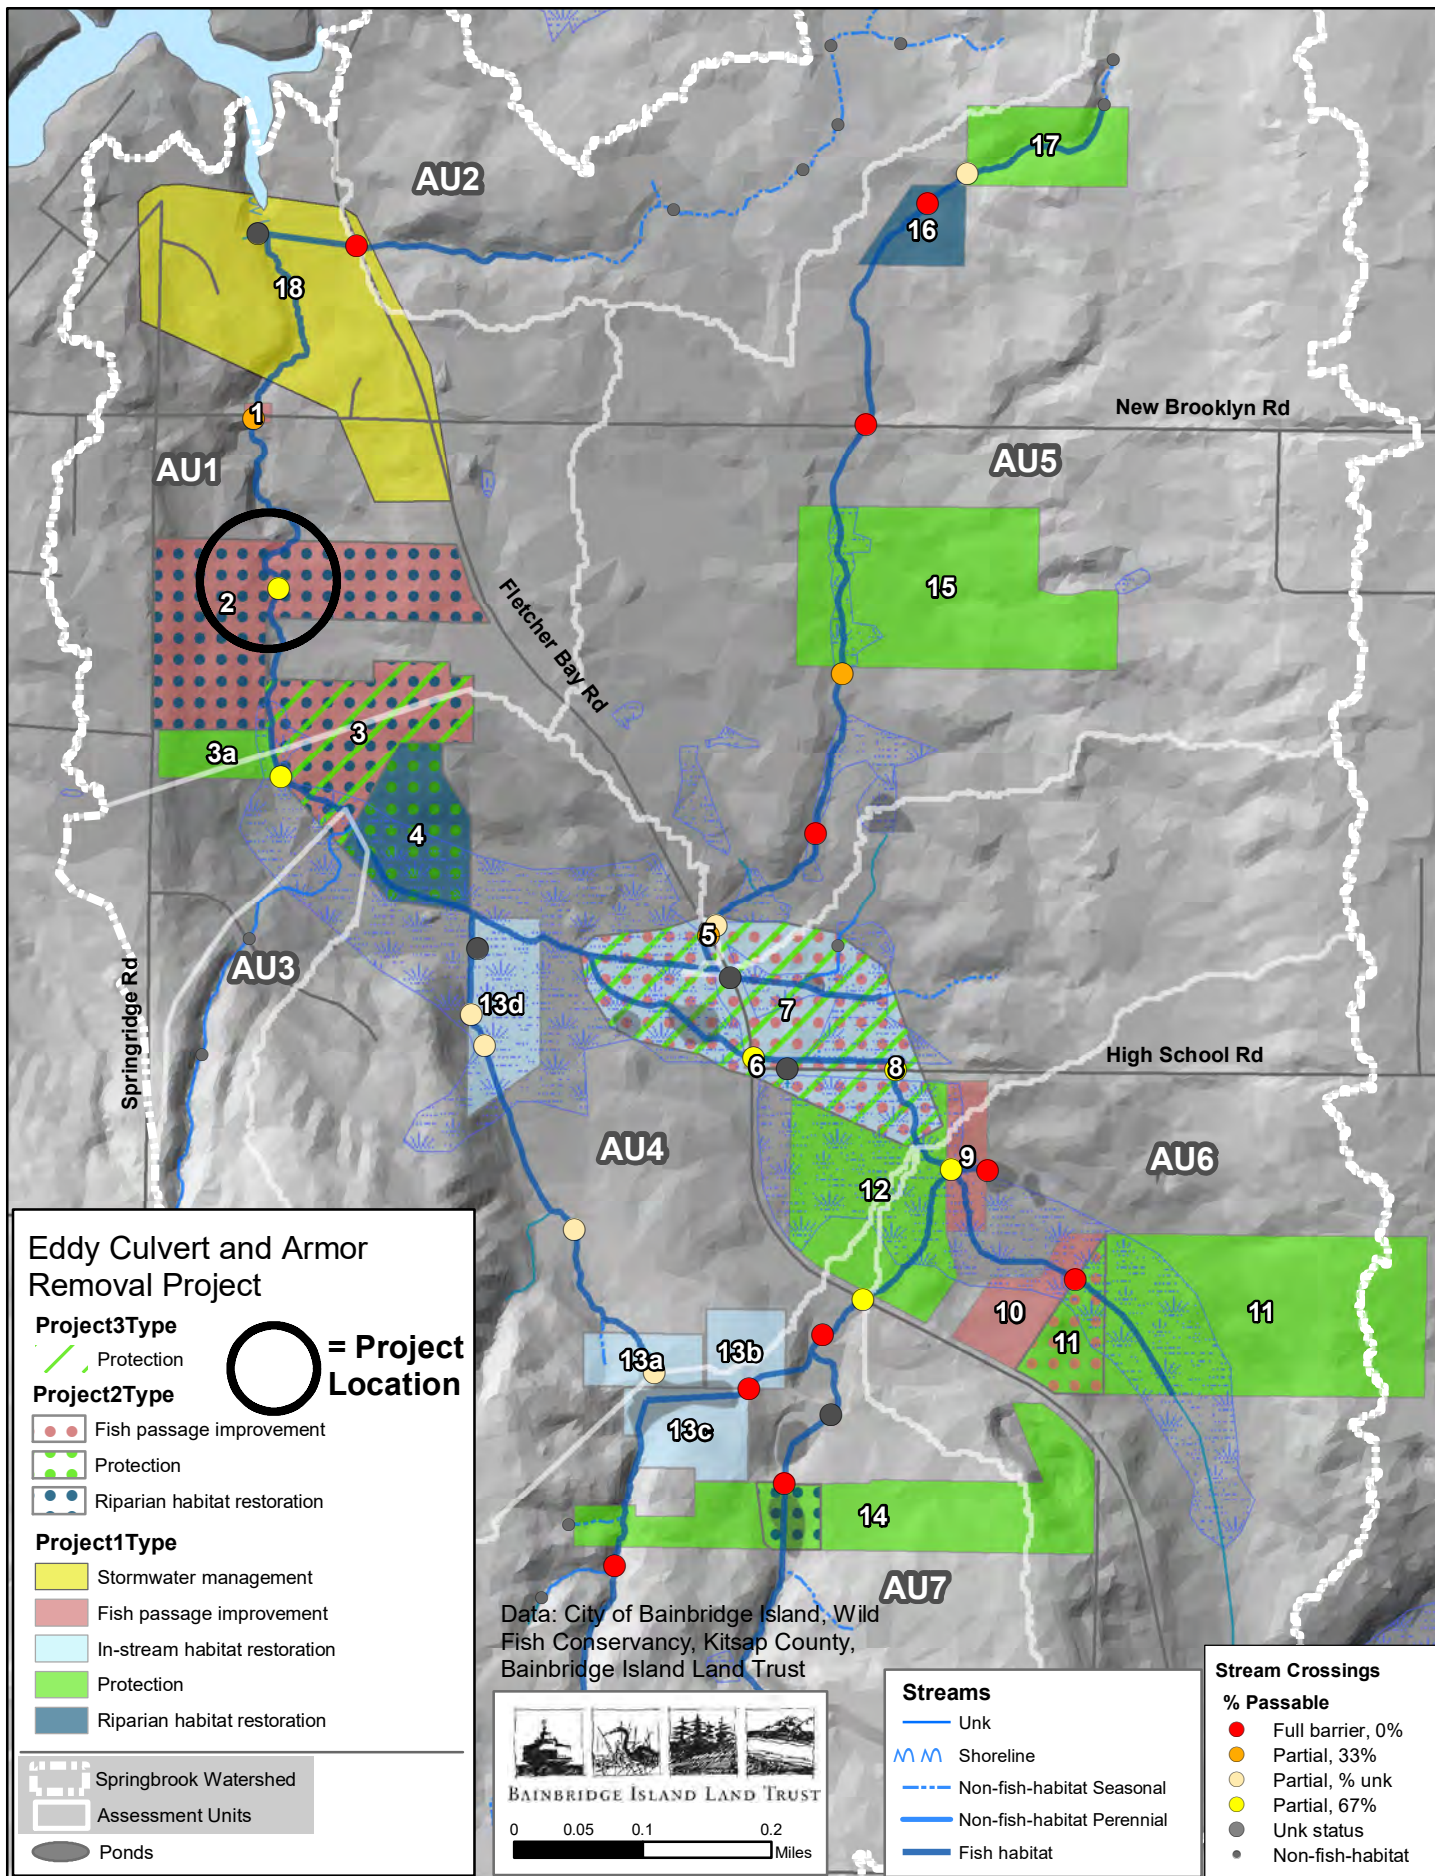 AU2
17
16
18
1
New Brooklyn Rd
AU1
AU5
15
2
Fletcher Bay Rd
3
3a
4
5
AU3
13d
7
Springridge Rd
6
8
High School Rd
AU4
9
AU6
12
10
11
11
13a
13b
13c
14
AU7
Eddy Culvert and Armor
Removal Project
Project3Type
Protection
= Project
Location
Project2Type
Fish passage improvement
Protection
Riparian habitat restoration
Project1Type
Stormwater management
Fish passage improvement
In-stream habitat restoration
Protection
Riparian habitat restoration
Springbrook Watershed
Assessment Units
Ponds
Data: City of Bainbridge Island, Wild
Fish Conservancy, Kitsap County,
Bainbridge Island Land Trust
BAINBRIDGE ISLAND LAND TRUST
0 0.05 0.1 0.2
Miles
Streams
Unk
Shoreline
Non-fish-habitat Seasonal
Non-fish-habitat Perennial
Fish habitat
Stream Crossings
% Passable
Full barrier, 0%
Partial, 33%
Partial, % unk
Partial, 67%
Unk status
Non-fish-habitat